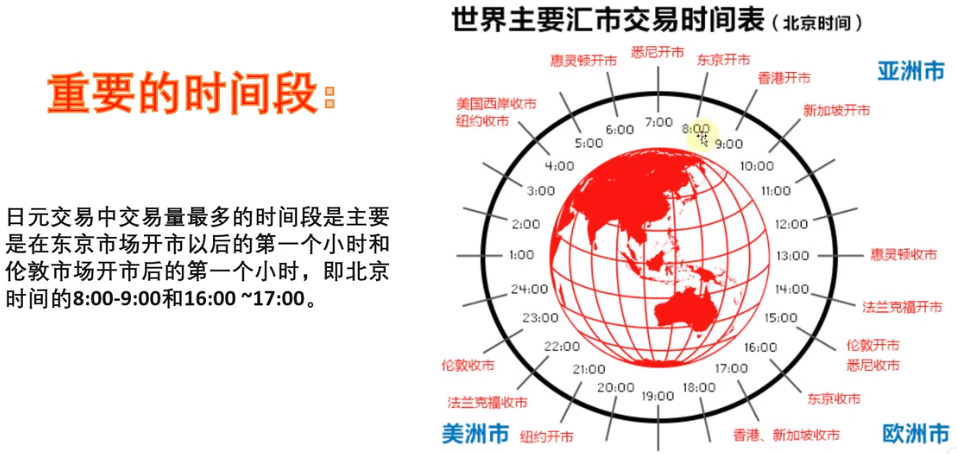 世界主要汇市交易时间表（北京时间）
重要的时间段：
日元交易中交易量最多的时间段是主要
是在东京市场开市以后的第一个小时和
伦敦市场开市后的第一个小时，即北京
时间的8:00-9:00和16:00 ~17:00。
亚洲市
惠灵顿开市
悉尼开市
东京开市
香港开市
新加坡开市
美国西岸收市
纽约收市
惠灵顿收市
法兰克福开市
伦敦开市
悉尼收市
东京收市
香港、新加坡收市
纽约开市
法兰克福收市
伦敦收市
7:00
8:00
9:00
10:00
11:00
12:00
13:00
14:00
15:00
16:00
17:00
18:00
19:00
20:00
21:00
22:00
23:00
24:00
1:00
2:00
3:00
4:00
5:00
6:00
美洲市
欧洲市